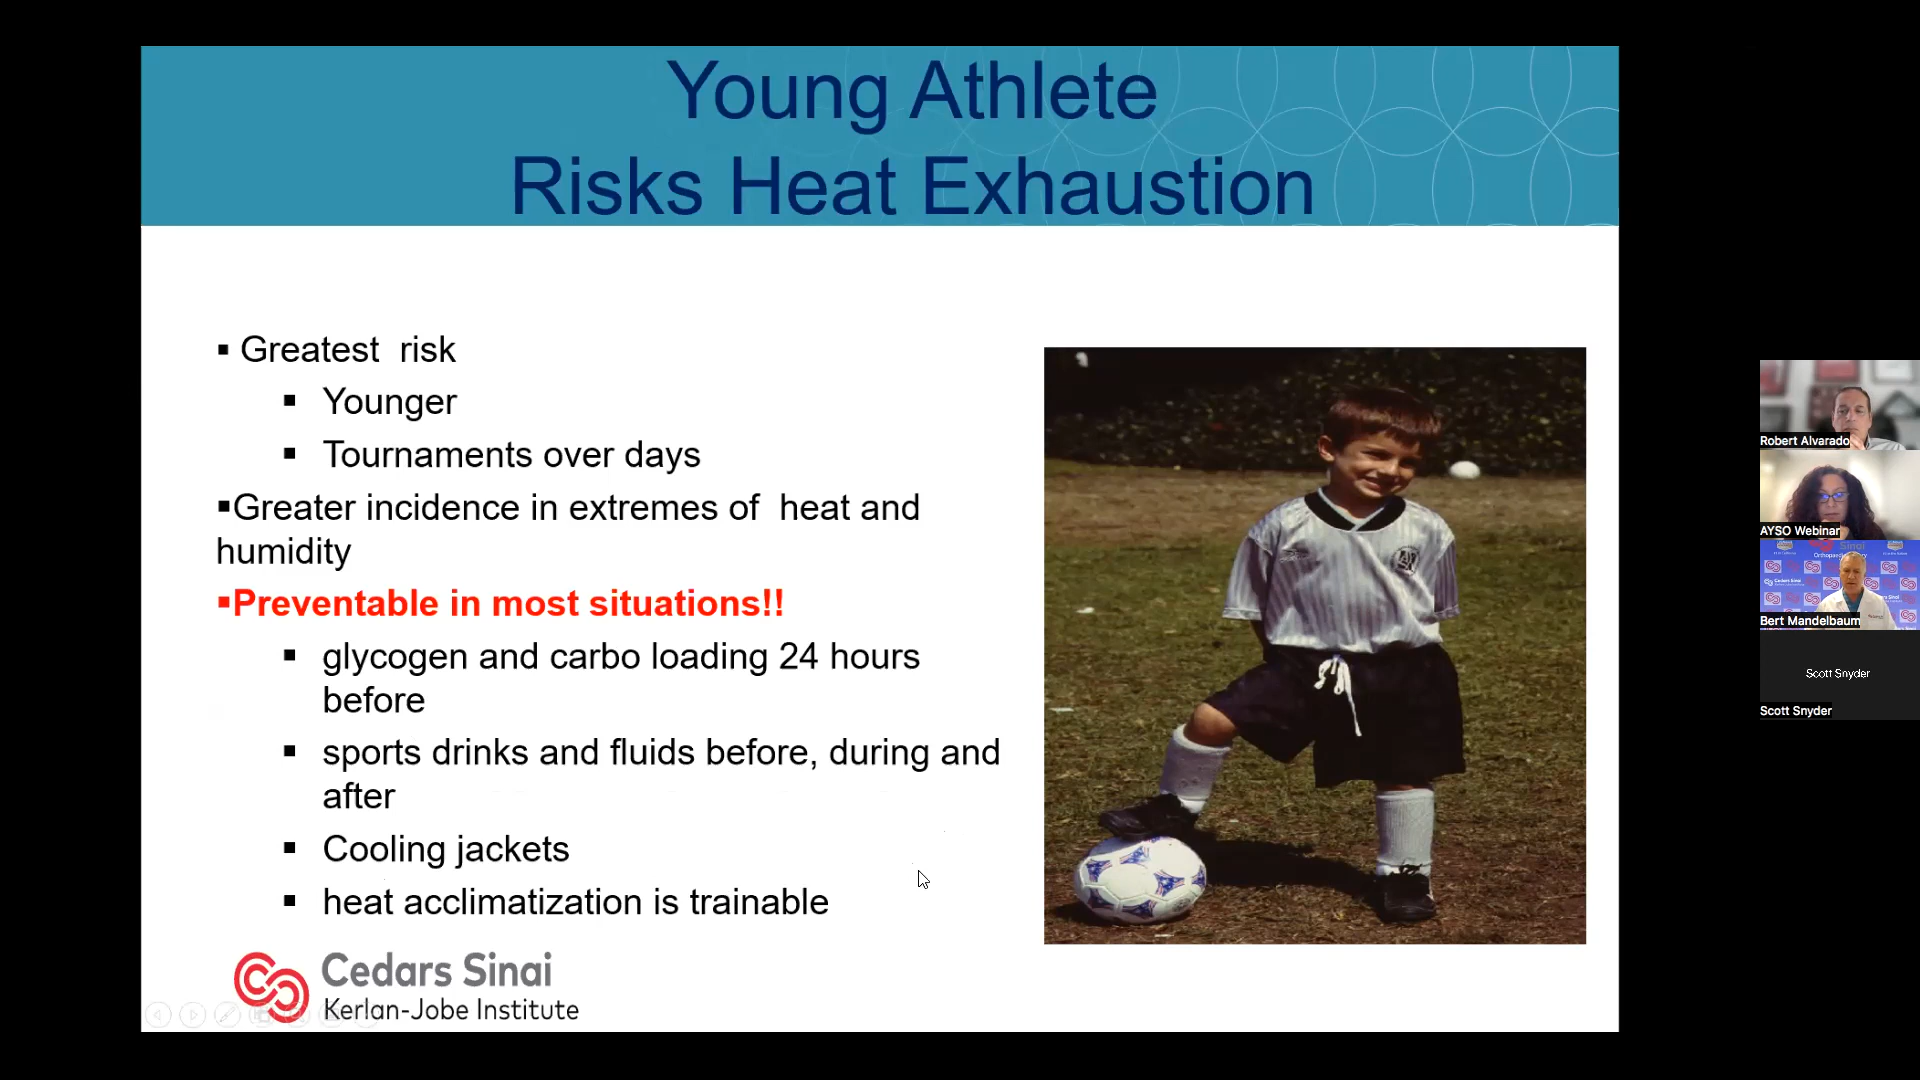 Young Athlete
Risks Heat Exhaustion
▪ Greatest risk
▪ Younger
▪ Tournaments over days
▪Greater incidence in extremes of heat and
humidity
▪Preventable in most situations!!
▪ glycogen and carbo loading 24 hours
before
▪ sports drinks and fluids before, during and
after
▪ Cooling jackets
▪ heat acclimatization is trainable
Cedars Sinai
Kerlan-Jobe Institute
Robert Alvarado
AYSO Webinar
Sinai
Cedars Sinai
Bert Mandelbaum
Scott Snyder
Scott Snyder